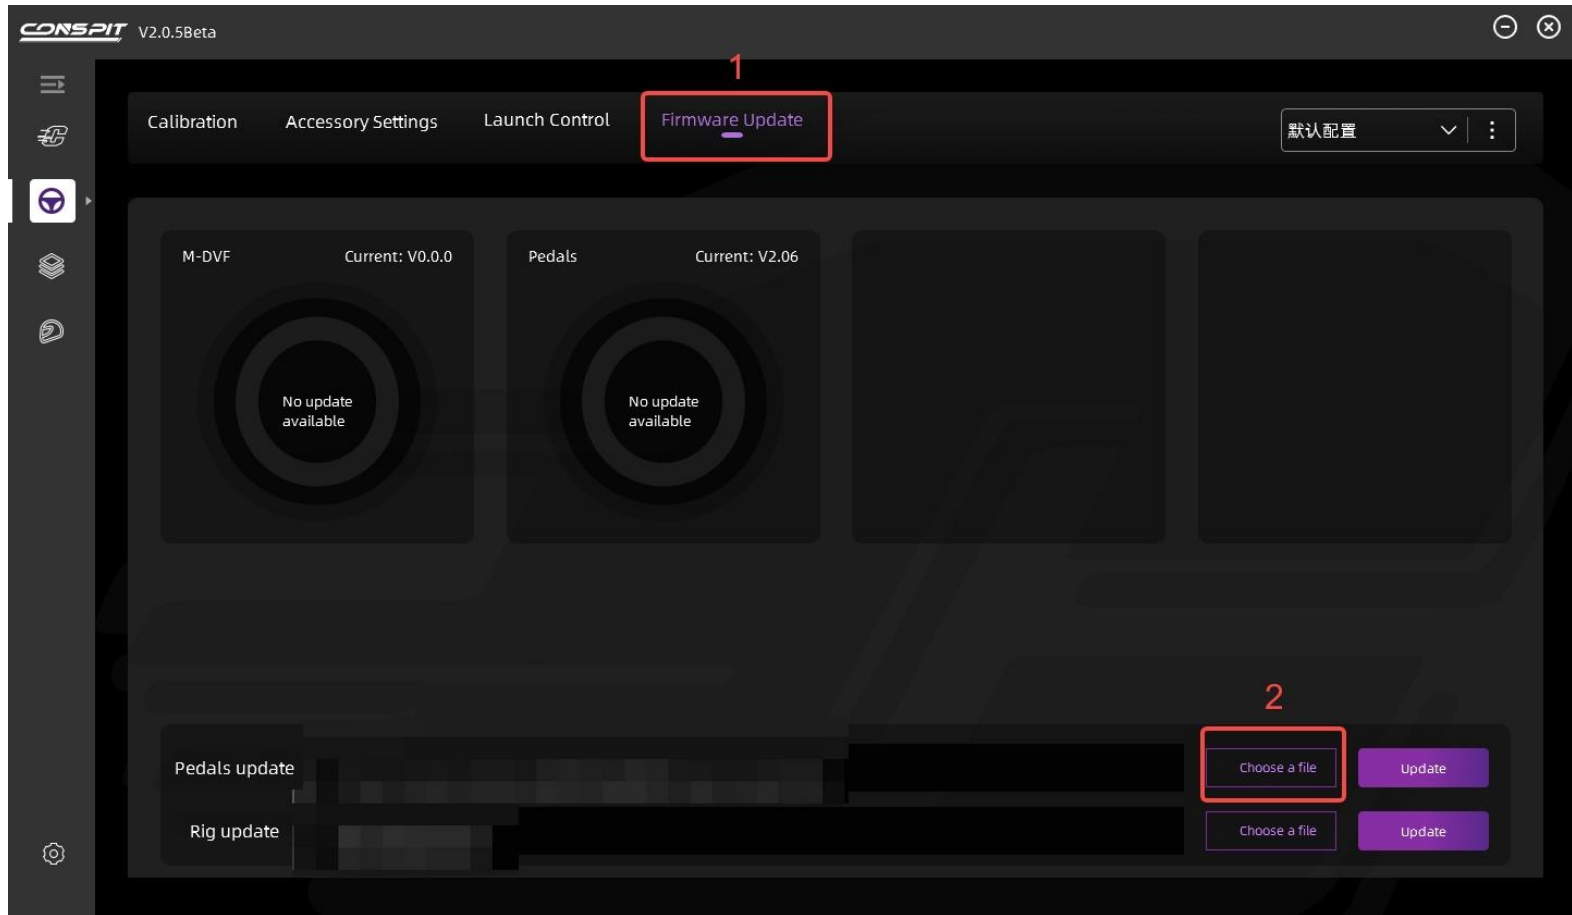 CONSPIT V2.0.5Beta
1
Calibration Accessory Settings Launch Control Firmware Update 默认配置
M-DVF Current: V0.0.0 Pedals Current: V2.06
No update
available
No update
available
2
Pedals update Choose a file Update
Rig update Choose a file Update